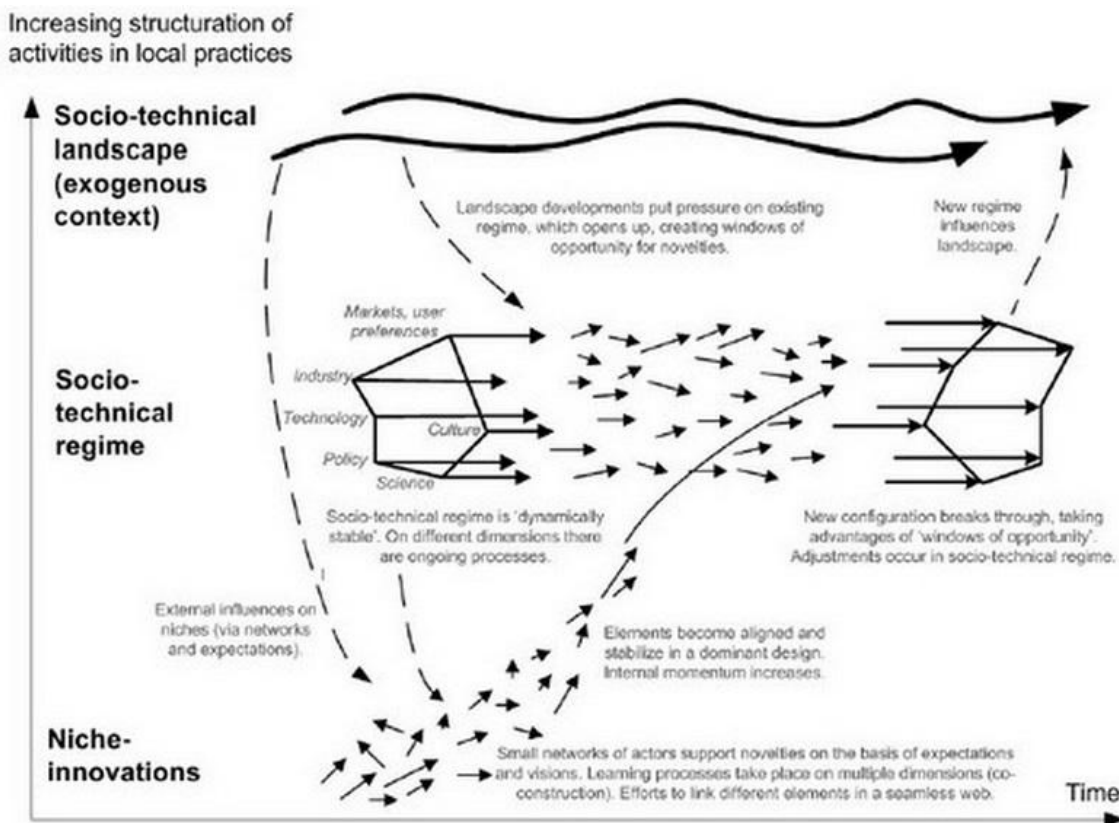 Increasing structuration of
activities in local practices
Socio-technical
landscape
(exogenous
context)
Landscape developments put pressure on existing
regime, which opens up, creating windows of
opportunity for novelties.
New regime
influences
landscape.
Markets, user
preferences
Industry
Technology
Culture
Policy
Science
Socio-
technical
regime
Socio-technical regime is 'dynamically
stable'. On different dimensions there
are ongoing processes.
New configuration breaks through, taking
advantages of 'windows of opportunity'.
Adjustments occur in socio-technical regime.
External influences on
niches (via networks
and expectations).
Elements become aligned and
stabilize in a dominant design.
Internal momentum increases.
Niche-
innovations
Small networks of actors support novelties on the basis of expectations
and visions. Learning processes take place on multiple dimensions (co-
construction). Efforts to link different elements in a seamless web.
Time